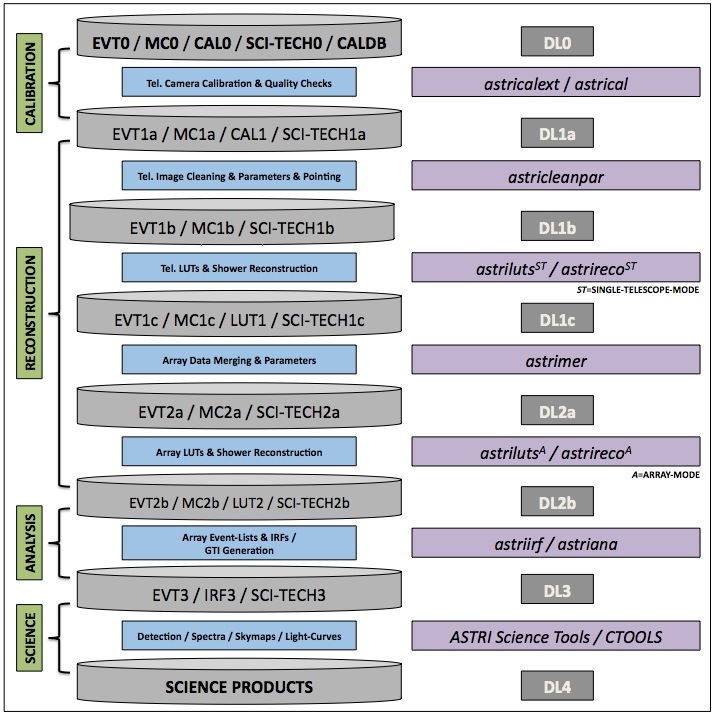 CALIBRATION
EVT0 / MC0 / CAL0 / SCI-TECH0 / CALDB
DL0
Tel. Camera Calibration & Quality Checks
astricalext / astrical
EVT1a / MC1a / CAL1 / SCI-TECH1a
DL1a
RECONSTRUCTION
Tel. Image Cleaning & Parameters & Pointing
astricleanpar
EVT1b / MC1b / SCI-TECH1b
DL1b
Tel. LUTs & Shower Reconstruction
astrilutsST / astrirecoST
ST=SINGLE-TELESCOPE-MODE
EVT1c / MC1c / LUT1 / SCI-TECH1c
DL1c
Array Data Merging & Parameters
astrimer
EVT2a / MC2a / SCI-TECH2a
DL2a
Array LUTs & Shower Reconstruction
astrilutsA / astrirecoA
A=ARRAY-MODE
EVT2b / MC2b / LUT2 / SCI-TECH2b
DL2b
ANALYSIS
Array Event-Lists & IRFs /
GTI Generation
astriirf / astriana
EVT3 / IRF3 / SCI-TECH3
DL3
SCIENCE
Detection / Spectra / Skymaps / Light-Curves
ASTRI Science Tools / CTOOLS
SCIENCE PRODUCTS
DL4